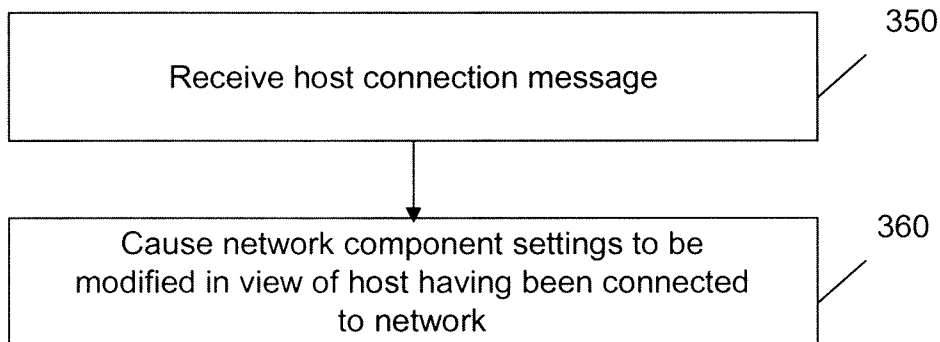 350
Receive host connection message
360
Cause network component settings to be
modified in view of host having been connected
to network